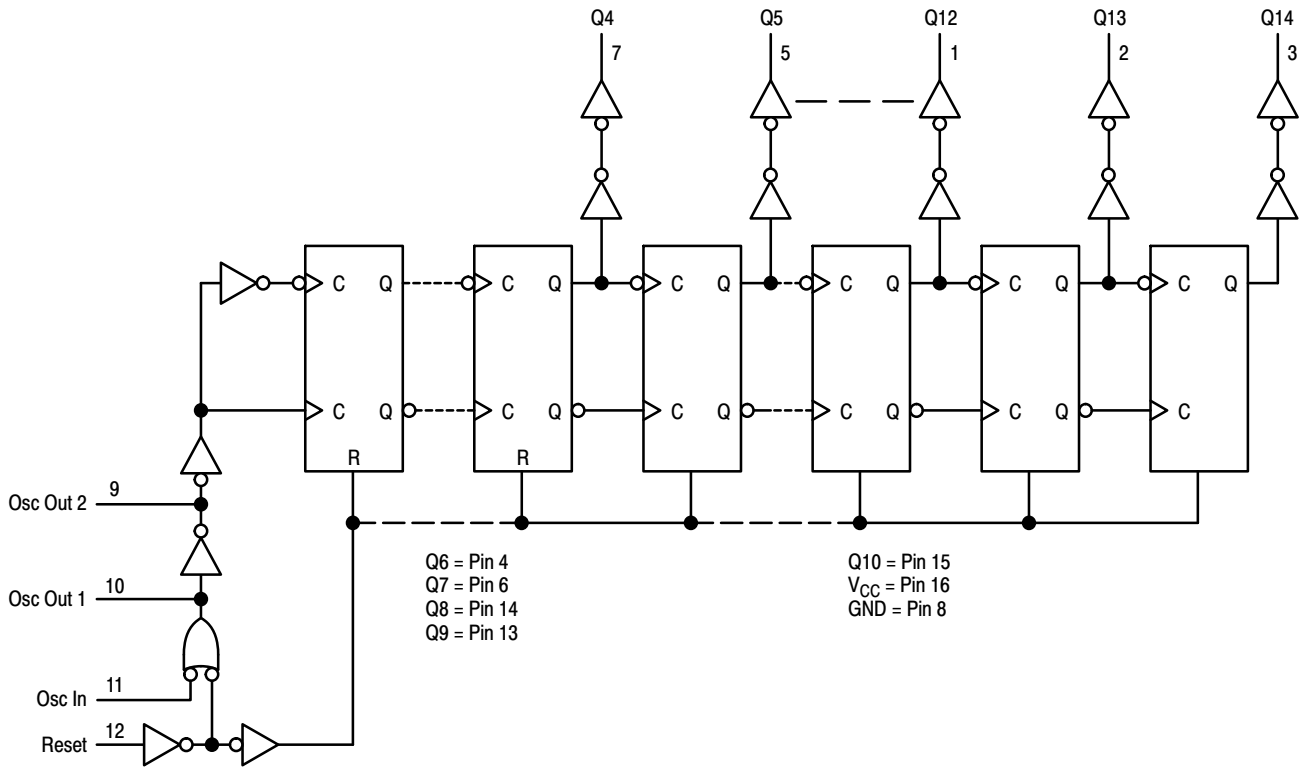 Q4 Q5 Q12 Q13 Q14
7 5 1 2 3
C Q C Q C Q C Q C Q C Q
C Q C Q C Q C Q C Q C
R R
Osc Out 2 9
Osc Out 1 10
Osc In 11
Reset 12
Q6 = Pin 4
Q7 = Pin 6
Q8 = Pin 14
Q9 = Pin 13
Q10 = Pin 15
VCC = Pin 16
GND = Pin 8